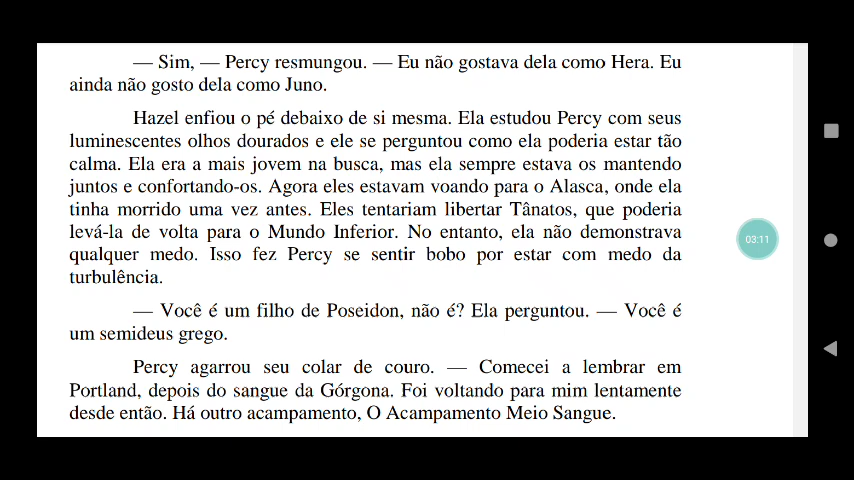 — Sim, — Percy resmungou. — Eu não gostava dela como Hera. Eu
ainda não gosto dela como Juno.
Hazel enfiou o pé debaixo de si mesma. Ela estudou Percy com seus
luminescentes olhos dourados e ele se perguntou como ela poderia estar tão
calma. Ela era a mais jovem na busca, mas ela sempre estava os mantendo
juntos e confortando-os. Agora eles estavam voando para o Alasca, onde ela
tinha morrido uma vez antes. Eles tentariam libertar Tânatos, que poderia
levá-la de volta para o Mundo Inferior. No entanto, ela não demonstrava
qualquer medo. Isso fez Percy se sentir bobo por estar com medo da
turbulência.
— Você é um filho de Poseidon, não é? Ela perguntou. — Você é
um semideus grego.
Percy agarrou seu colar de couro. — Comecei a lembrar em
Portland, depois do sangue da Górgona. Foi voltando para mim lentamente
desde então. Há outro acampamento, O Acampamento Meio Sangue.
03:11